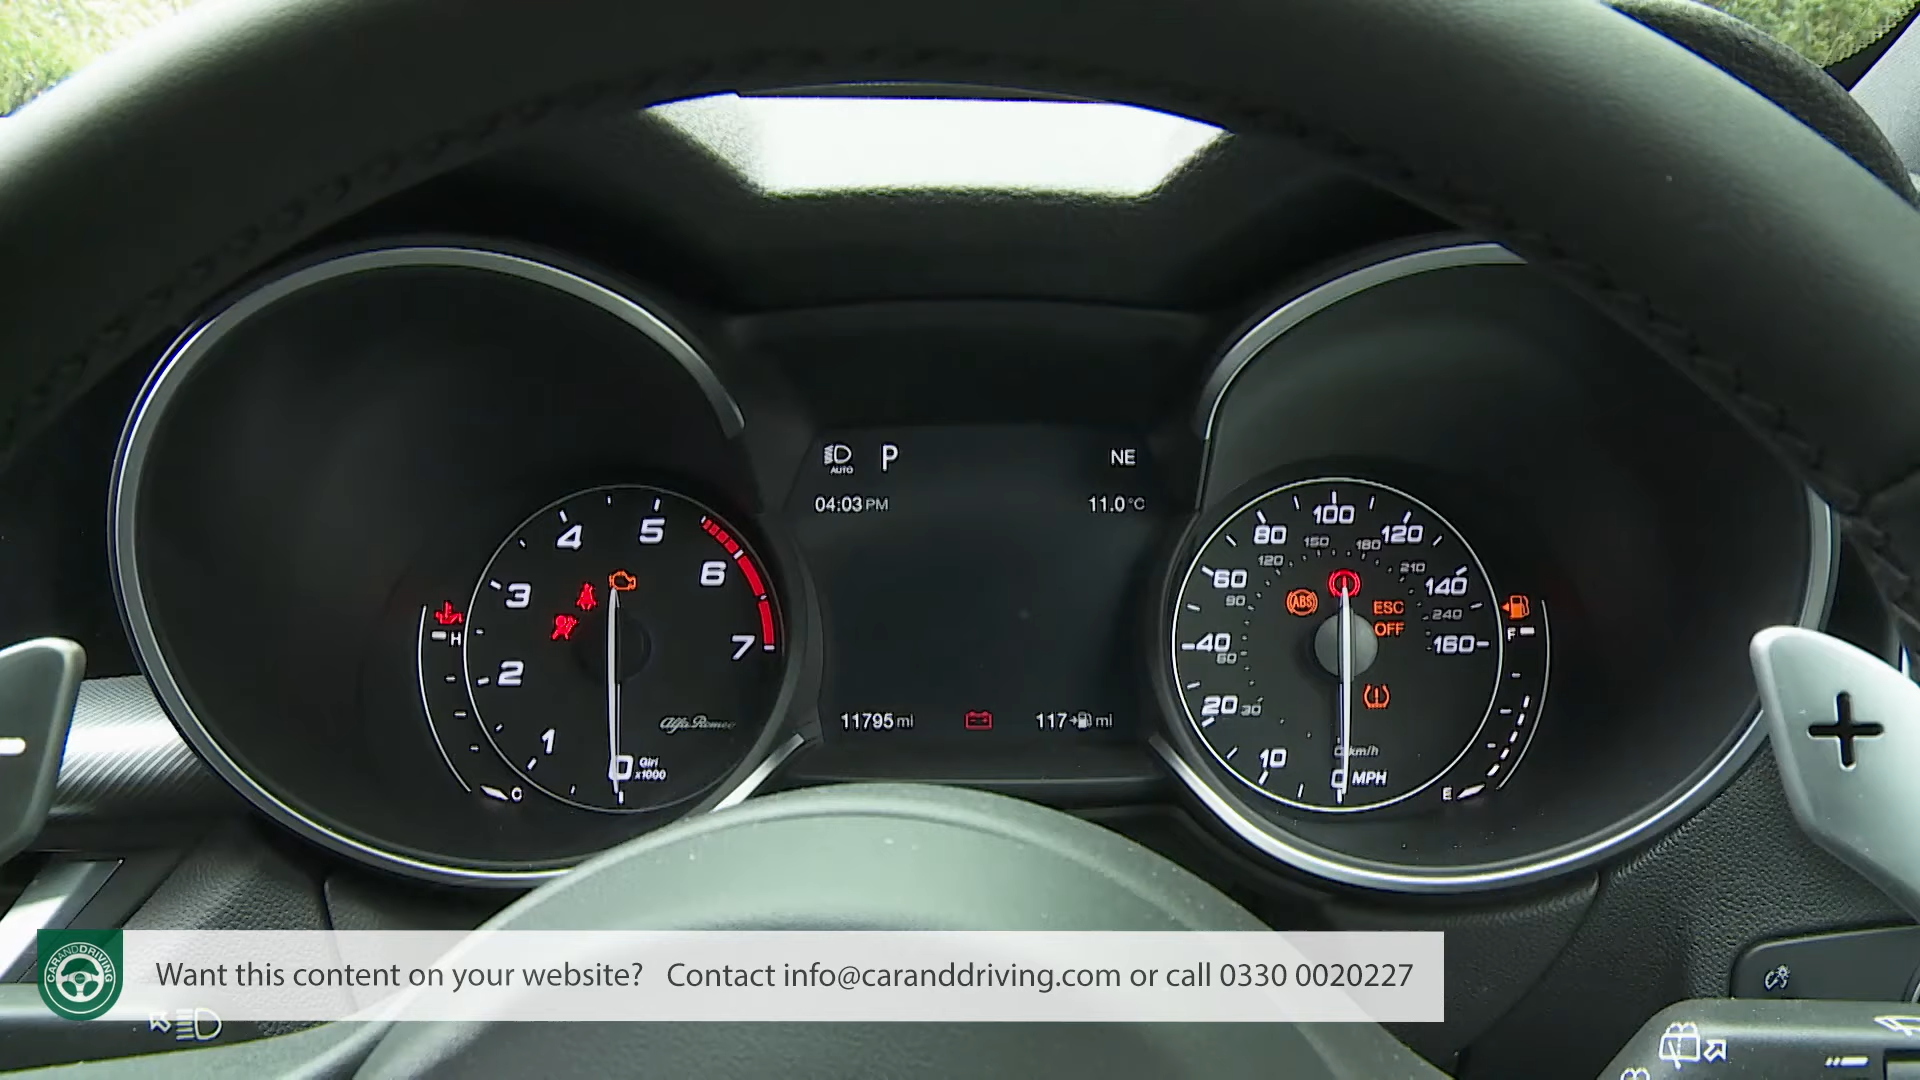 AUTO P NE
04:03 PM 11.0 °C
1 2 3 4 5 6 7
0 Giri x1000
Alfa Romeo
H
C
11795 mi 117 mi
0 10 20 40 60 80 100 120 140 160
30 60 90 120 150 180 210 240
ABS
ESC
OFF
0 km/h
MPH
F
E
CARANDDRIVING
Want this content on your website? Contact info@caranddriving.com or call 0330 0020227